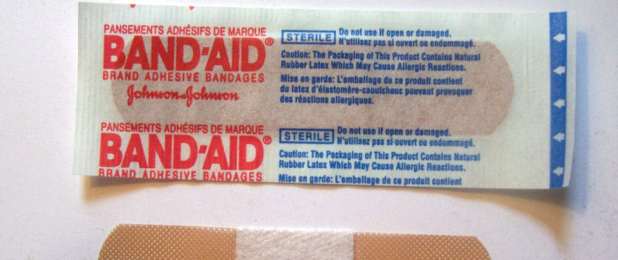 PANSEMENTS ADHÉSIFS DE MARQUE
BAND-AID®
BRAND ADHESIVE BANDAGES
Johnson & Johnson
STERILE
Do not use if open or damaged.
N'utilisez pas si ouvert ou endommagé.
Caution: The Packaging of This Product Contains Natural
Rubber Latex Which May Cause Allergic Reactions.
Mise en garde: L'emballage de ce produit contient
du latex d'élastomère-caoutchouc pouvant provoquer
des réactions allergiques.
PANSEMENTS ADHÉSIFS DE MARQUE
BAND-AID®
BRAND ADHESIVE BANDAGES
STERILE
Do not use if open or damaged.
N'utilisez pas si ouvert ou endommagé.
Caution: The Packaging of This Product Contains Natural
Rubber Latex Which May Cause Allergic Reactions.
Mise en garde: L'emballage de ce produit contient